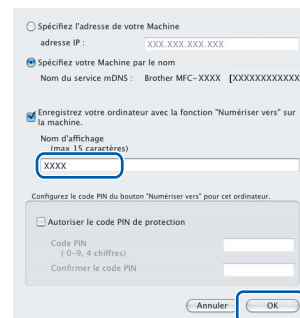 Spécifiez l'adresse de votre Machine
adresse IP : XXX.XXX.XXX.XXX
Spécifiez votre Machine par le nom
Nom du service mDNS : Brother MFC-XXXX [XXXXXXXXXXXX
Enregistrez votre ordinateur avec la fonction "Numériser vers" sur
la machine.
Nom d'affichage
(max 15 caractères)
XXXX
Configurez le code PIN du bouton "Numériser vers" pour cet ordinateur.
Autoriser le code PIN de protection
Code PIN
( 0-9, 4 chiffres)
Confirmer le code PIN
Annuler OK